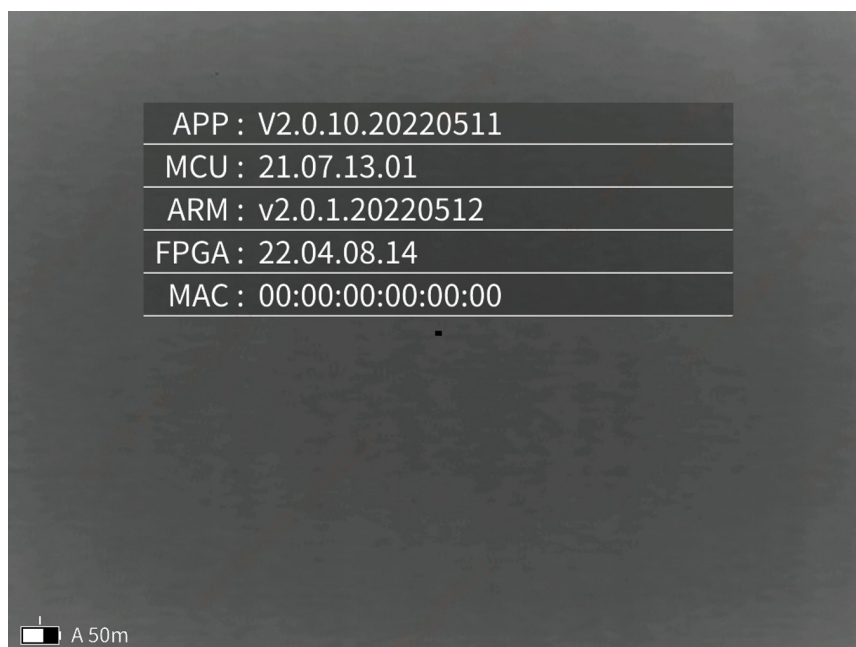 APP : V2.0.10.20220511
MCU : 21.07.13.01
ARM : v2.0.1.20220512
FPGA : 22.04.08.14
MAC : 00:00:00:00:00:00
A 50m